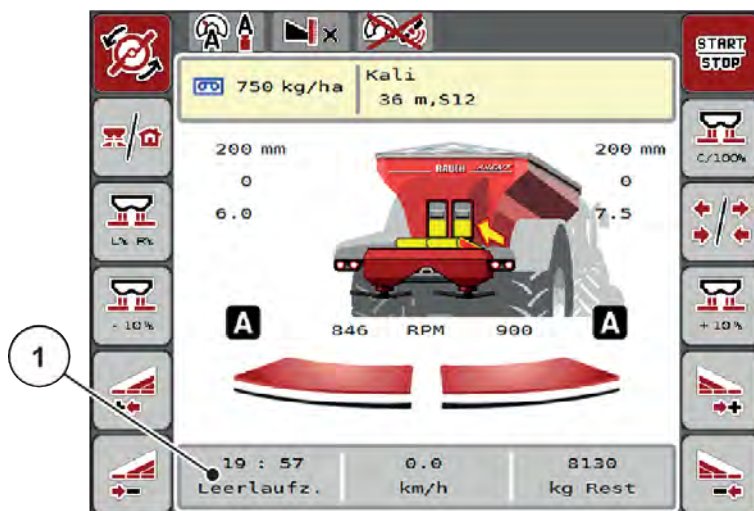 A A
x
START
STOP
750 kg/ha
Kali
36 m,S12
200 mm
200 mm
0
0
6.0
7.5
RAUCH
C/100%
L% R%
- 10 %
+ 10 %
A
846 RPM 900
A
1
19 : 57
Leerlaufz.
0.0
km/h
8130
kg Rest